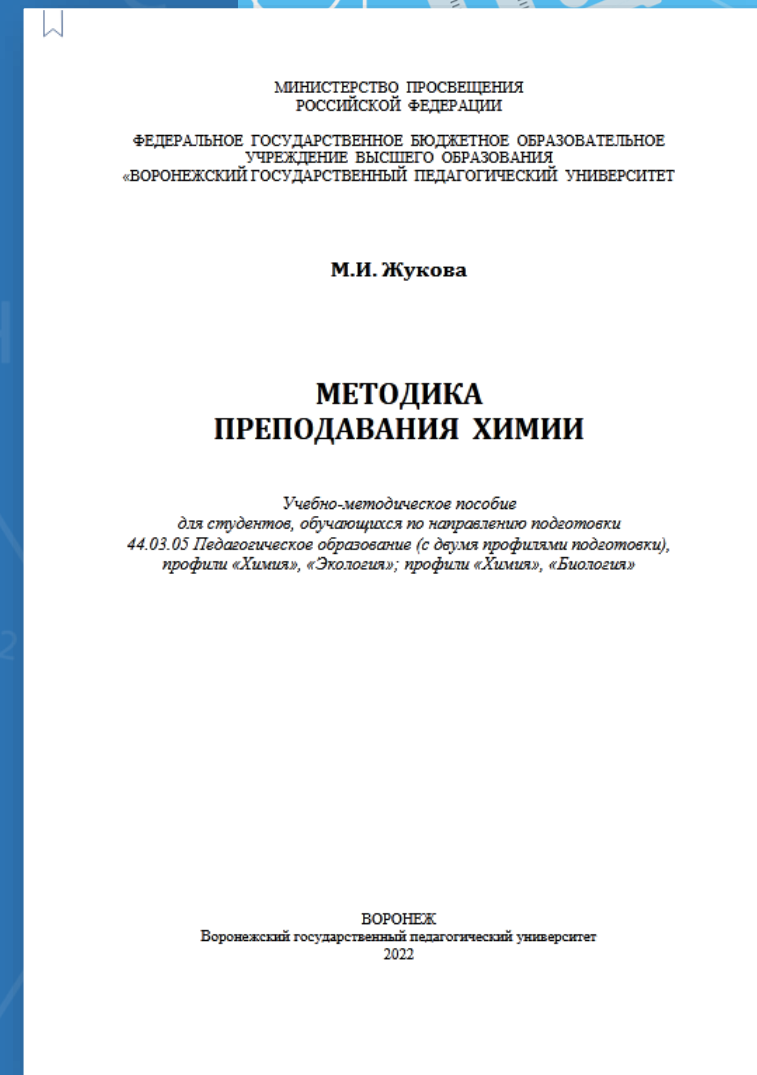 МИНИСТЕРСТВО ПРОСВЕЩЕНИЯ
РОССИЙСКОЙ ФЕДЕРАЦИИ
ФЕДЕРАЛЬНОЕ ГОСУДАРСТВЕННОЕ БЮДЖЕТНОЕ ОБРАЗОВАТЕЛЬНОЕ
УЧРЕЖДЕНИЕ ВЫСШЕГО ОБРАЗОВАНИЯ
«ВОРОНЕЖСКИЙ ГОСУДАРСТВЕННЫЙ ПЕДАГОГИЧЕСКИЙ УНИВЕРСИТЕТ
М.И. Жукова
МЕТОДИКА
ПРЕПОДАВАНИЯ ХИМИИ
Учебно-методическое пособие
для студентов, обучающихся по направлению подготовки
44.03.05 Педагогическое образование (с двумя профилями подготовки),
профили «Химия», «Экология»; профили «Химия», «Биология»
ВОРОНЕЖ
Воронежский государственный педагогический университет
2022